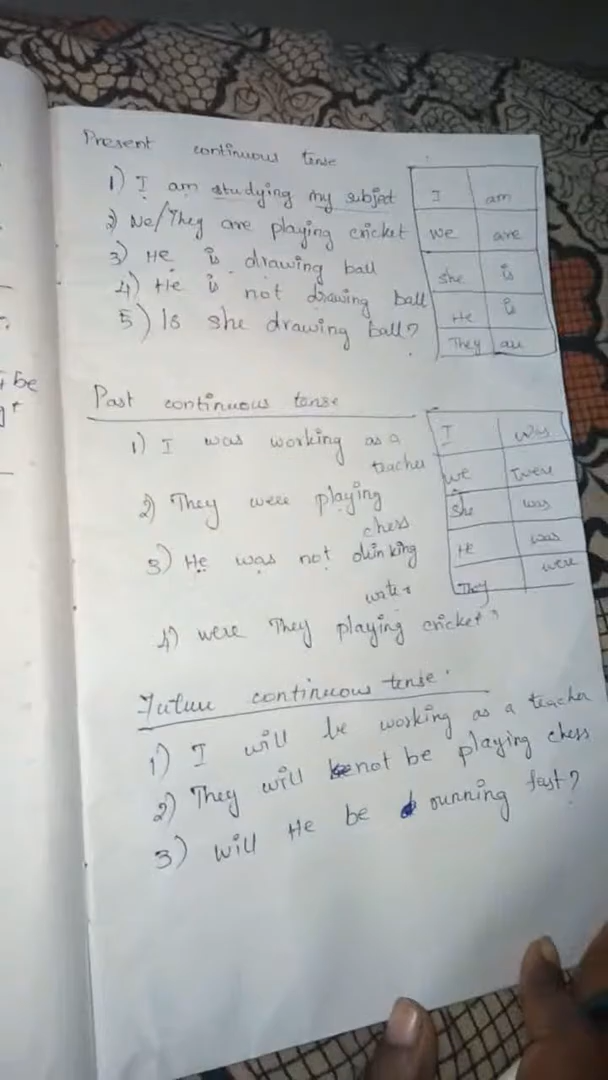 Present continuous tense
1) I am studying my subject
2) We/They are playing cricket
3) He is drawing ball
4) He is not drawing ball
5) Is she drawing ball?
I am
we are
she is
He is
They are
Past continuous tense
1) I was working as a
teacher
2) They were playing
chess
3) He was not drinking
water
4) were They playing cricket?
I was
we were
she was
He was
They were
Future continuous tense.
1) I will be working as a teacher
2) They will not be playing chess
3) will He be running fast?
be